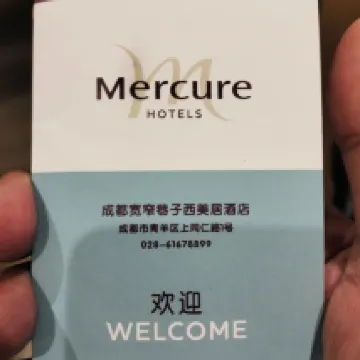 Mercure
HOTELS
成都宽窄巷子西美居酒店
成都市青羊区上同仁路1号
028-61678899
欢迎
WELCOME